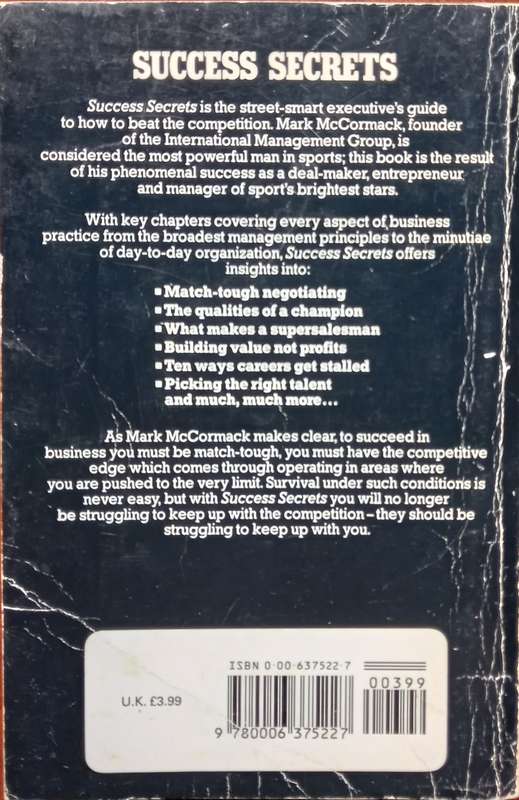 SUCCESS SECRETS
Success Secrets is the street-smart executive's guide
to how to beat the competition. Mark McCormack, founder
of the International Management Group, is
considered the most powerful man in sports; this book is the result
of his phenomenal success as a deal-maker, entrepreneur
and manager of sport's brightest stars.
With key chapters covering every aspect of business
practice from the broadest management principles to the minutiae
of day-to-day organization, Success Secrets offers
insights into:
▪ Match-tough negotiating
▪ The qualities of a champion
▪ What makes a supersalesman
▪ Building value not profits
▪ Ten ways careers get stalled
▪ Picking the right talent
and much, much more...
As Mark McCormack makes clear, to succeed in
business you must be match-tough, you must have the competitive
edge which comes through operating in areas where
you are pushed to the very limit. Survival under such conditions is
never easy, but with Success Secrets you will no longer
be struggling to keep up with the competition – they should be
struggling to keep up with you.
ISBN 0-00-637522-7
00399
U.K. £3.99
9 780006 375227